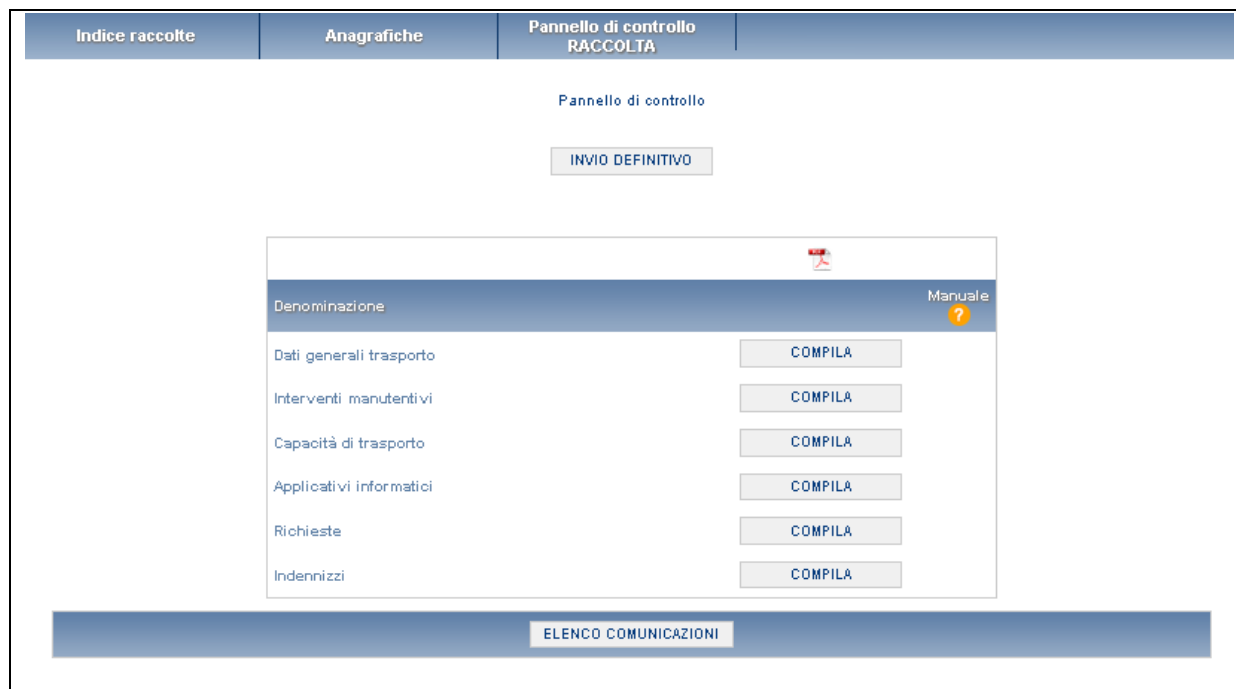 Indice raccolte
Anagrafiche
Pannello di controllo
RACCOLTA
Pannello di controllo
INVIO DEFINITIVO
Denominazione
Manuale
?
Dati generali trasporto
COMPILA
Interventi manutentivi
COMPILA
Capacità di trasporto
COMPILA
Applicativi informatici
COMPILA
Richieste
COMPILA
Indennizzi
COMPILA
ELENCO COMUNICAZIONI